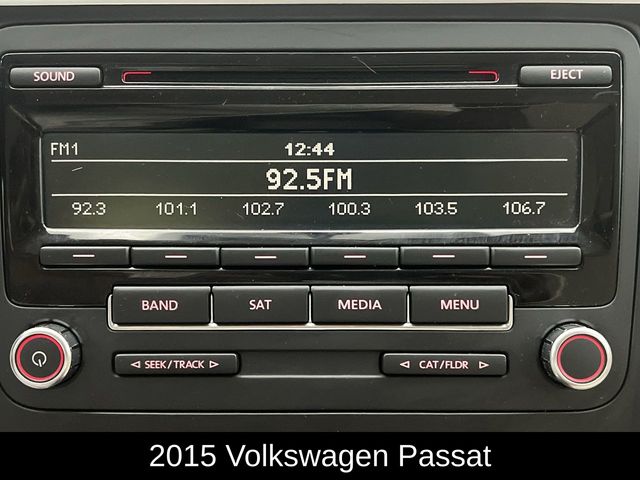 SOUND EJECT
FM1 12:44
92.5FM
92.3 101.1 102.7 100.3 103.5 106.7
BAND SAT MEDIA MENU
◁ SEEK/TRACK ▷ ◁ CAT/FLDR ▷
2015 Volkswagen Passat